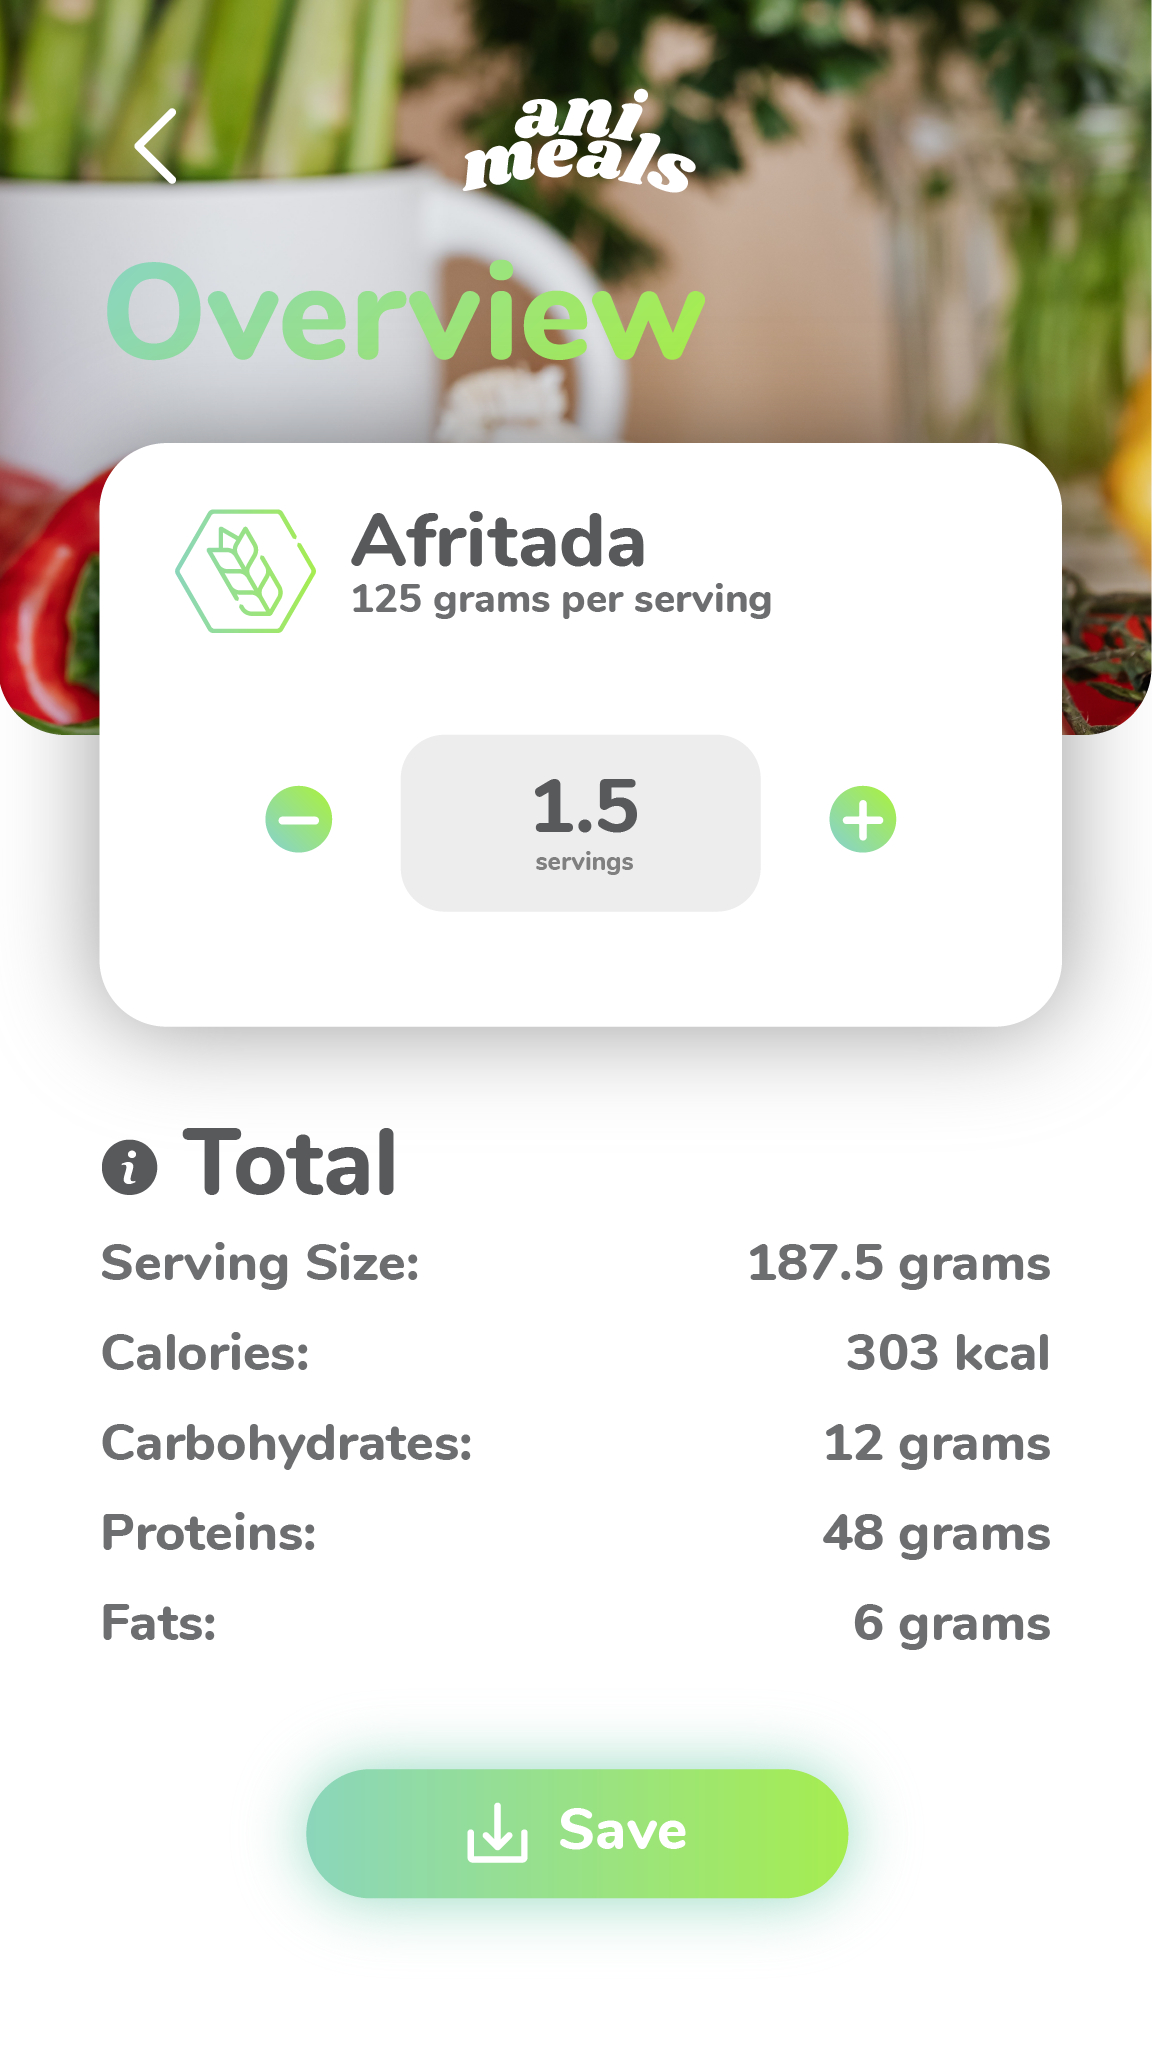 ani
meals
Overview
Afritada
125 grams per serving
1.5
servings
i Total
Serving Size: 187.5 grams
Calories: 303 kcal
Carbohydrates: 12 grams
Proteins: 48 grams
Fats: 6 grams
Save